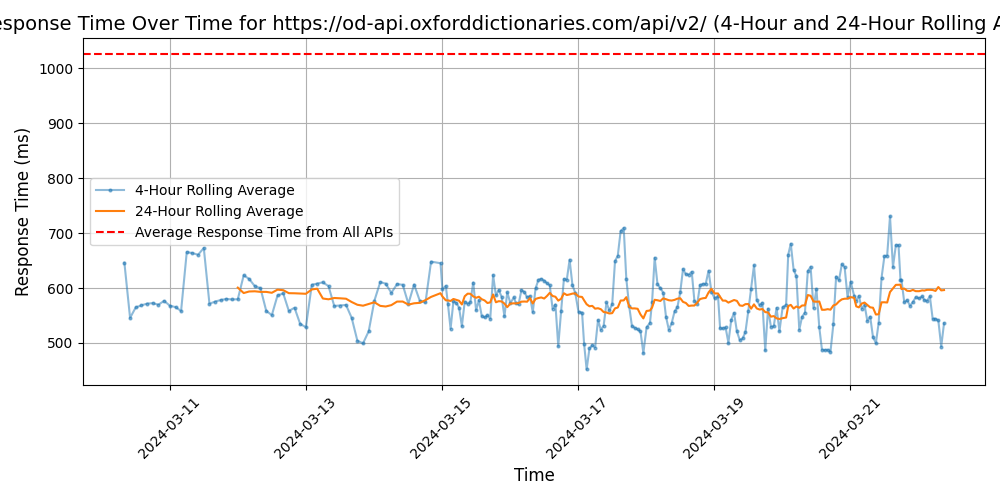 esponse Time Over Time for https://od-api.oxforddictionaries.com/api/v2/ (4-Hour and 24-Hour Rolling A
Response Time (ms)
1000
900
800
700
600
500
4-Hour Rolling Average
24-Hour Rolling Average
Average Response Time from All APIs
2024-03-11
2024-03-13
2024-03-15
2024-03-17
2024-03-19
2024-03-21
Time